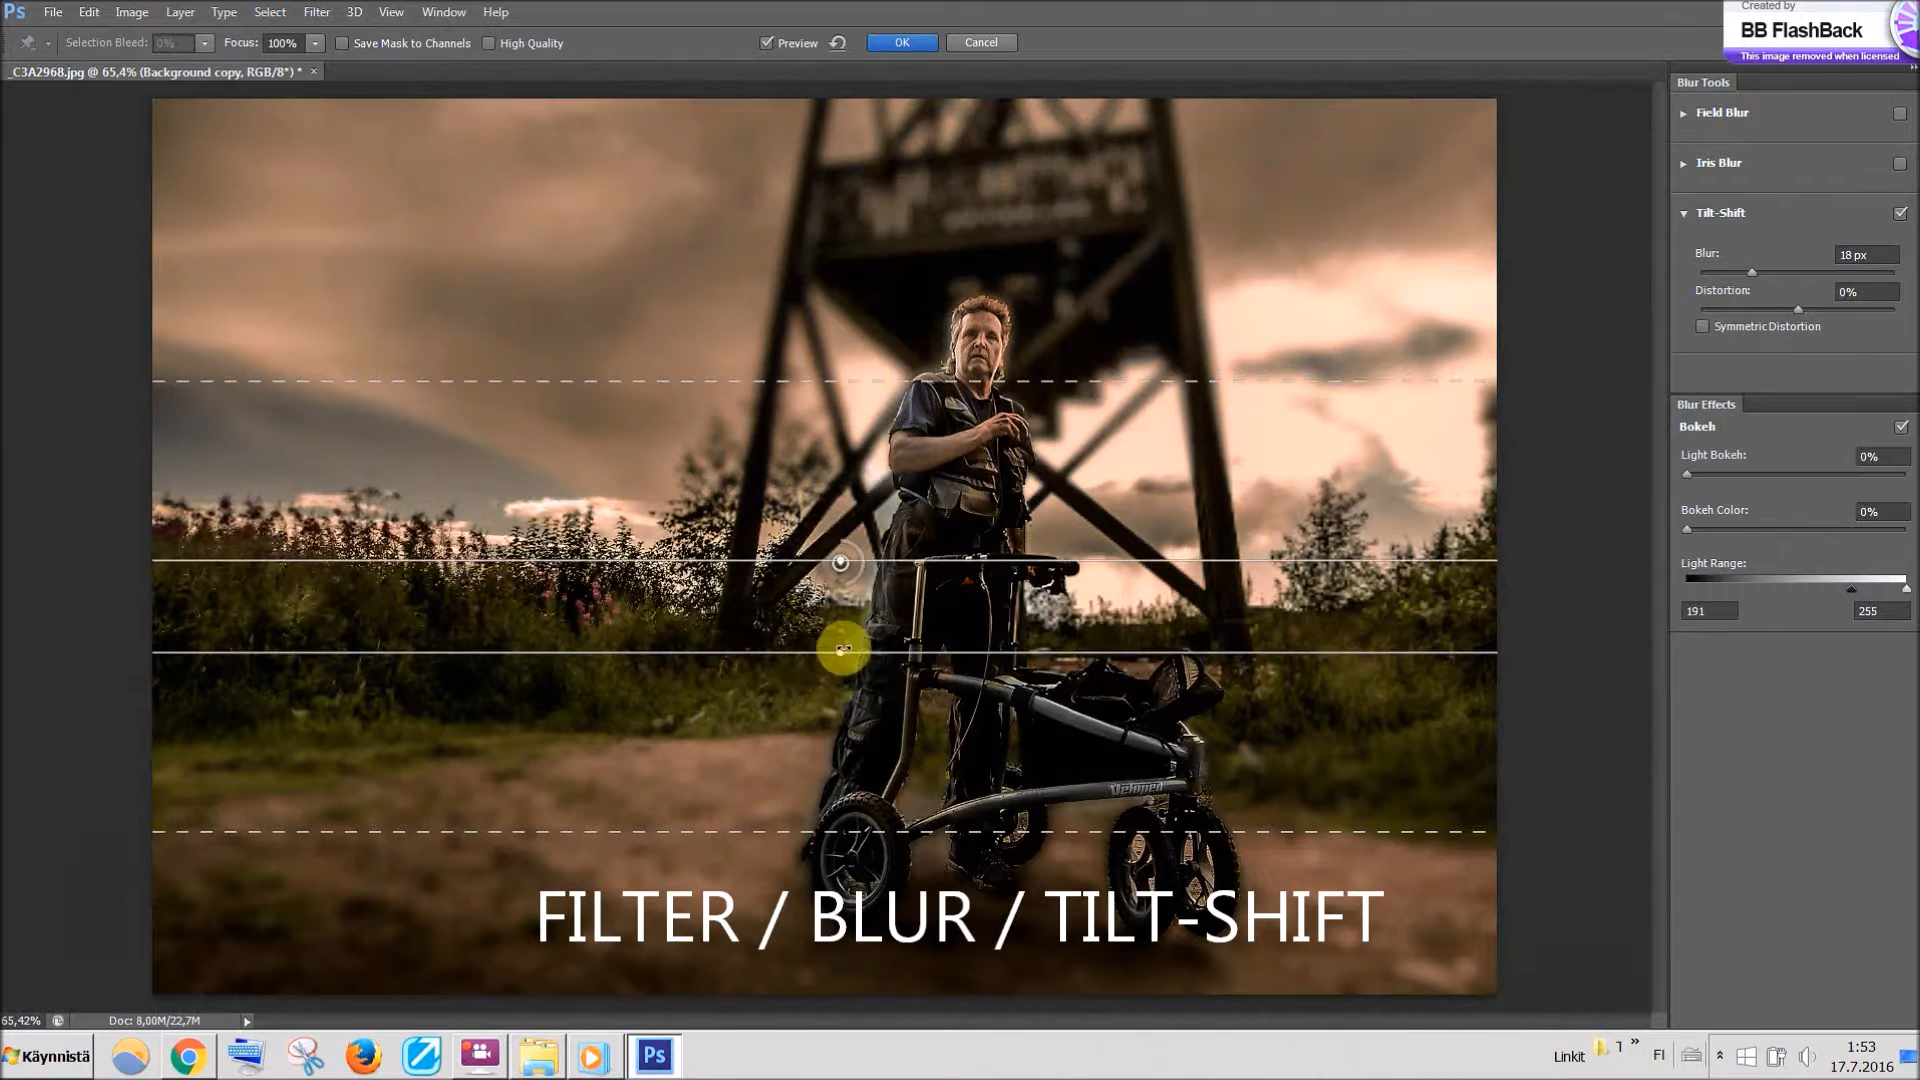 Ps File Edit Image Layer Type Select Filter 3D View Window Help
Created by
BB FlashBack
This image removed when licensed
Selection Bleed: 0% Focus: 100% Save Mask to Channels High Quality Preview OK Cancel
_C3A2968.jpg @ 65,4% (Background copy, RGB/8*) * ×
Blur Tools
Field Blur
Iris Blur
Tilt-Shift
Blur: 18 px
Distortion: 0%
Symmetric Distortion
Blur Effects
Bokeh
Light Bokeh: 0%
Bokeh Color: 0%
Light Range:
191 255
Velopen
FILTER / BLUR / TILT-SHIFT
65,42% Doc: 8,00M/22,7M
Käynnistä Ps Linkit » FI 1:53
17.7.2016